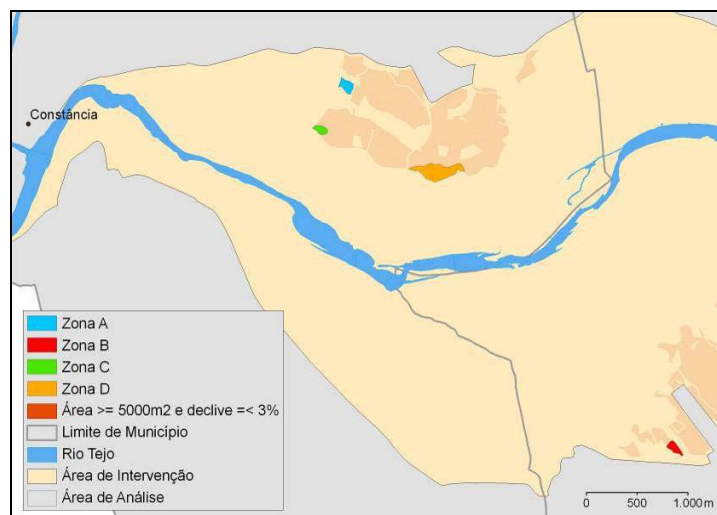 Constância
Zona A
Zona B
Zona C
Zona D
Área >= 5000m2 e declive =< 3%
Limite de Município
Rio Tejo
Área de Intervenção
Área de Análise
0 500 1.000 m